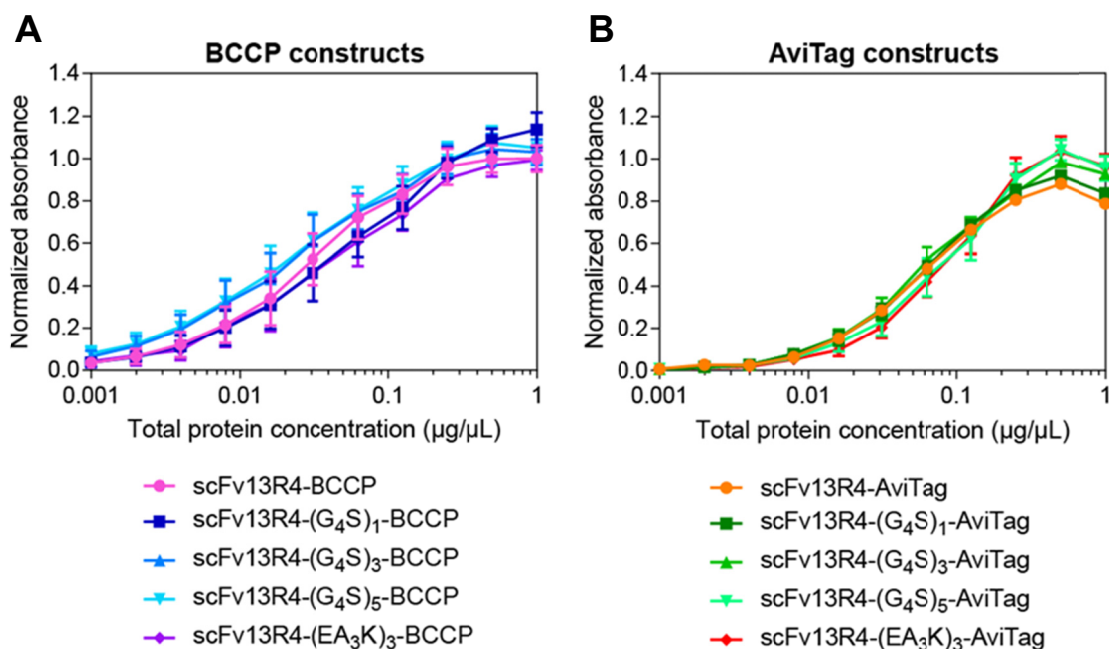 A
BCCP constructs
Normalized absorbance
1.4
1.2
1.0
0.8
0.6
0.4
0.2
0.0
0.001
0.01
0.1
1
Total protein concentration (µg/µL)
scFv13R4-BCCP
scFv13R4-(G₄S)₁-BCCP
scFv13R4-(G₄S)₃-BCCP
scFv13R4-(G₄S)₅-BCCP
scFv13R4-(EA₃K)₃-BCCP
B
AviTag constructs
Normalized absorbance
1.4
1.2
1.0
0.8
0.6
0.4
0.2
0.0
0.001
0.01
0.1
1
Total protein concentration (µg/µL)
scFv13R4-AviTag
scFv13R4-(G₄S)₁-AviTag
scFv13R4-(G₄S)₃-AviTag
scFv13R4-(G₄S)₅-AviTag
scFv13R4-(EA₃K)₃-AviTag